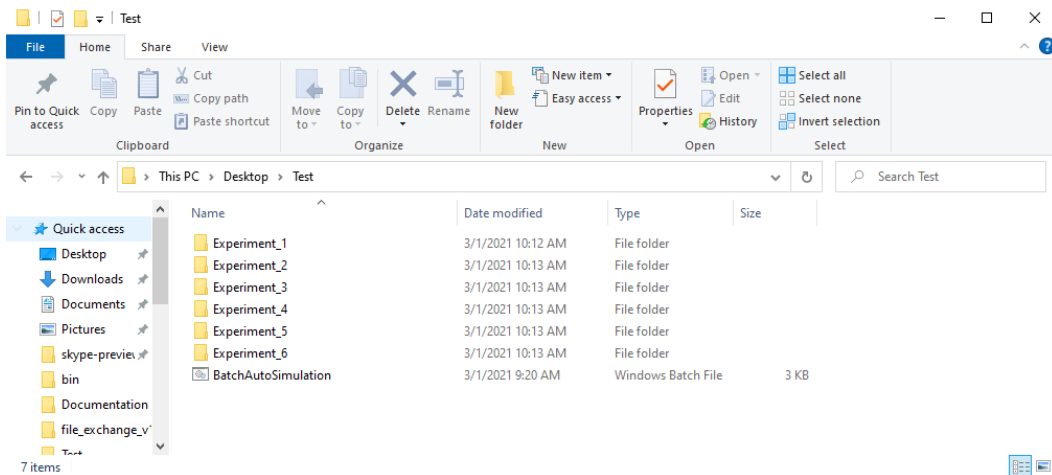 Test
File Home Share View
Pin to Quick access
Copy
Paste
Cut
Copy path
Paste shortcut
Clipboard
Move to
Copy to
Delete
Rename
Organize
New folder
New item
Easy access
New
Properties
Open
Edit
History
Open
Select all
Select none
Invert selection
Select
This PC > Desktop > Test
Search Test
Quick access
Desktop
Downloads
Documents
Pictures
skype-preview
bin
Documentation
file_exchange_v
Test
Name Date modified Type Size
Experiment_1 3/1/2021 10:12 AM File folder
Experiment_2 3/1/2021 10:13 AM File folder
Experiment_3 3/1/2021 10:13 AM File folder
Experiment_4 3/1/2021 10:13 AM File folder
Experiment_5 3/1/2021 10:13 AM File folder
Experiment_6 3/1/2021 10:13 AM File folder
BatchAutoSimulation 3/1/2021 9:20 AM Windows Batch File 3 KB
7 items